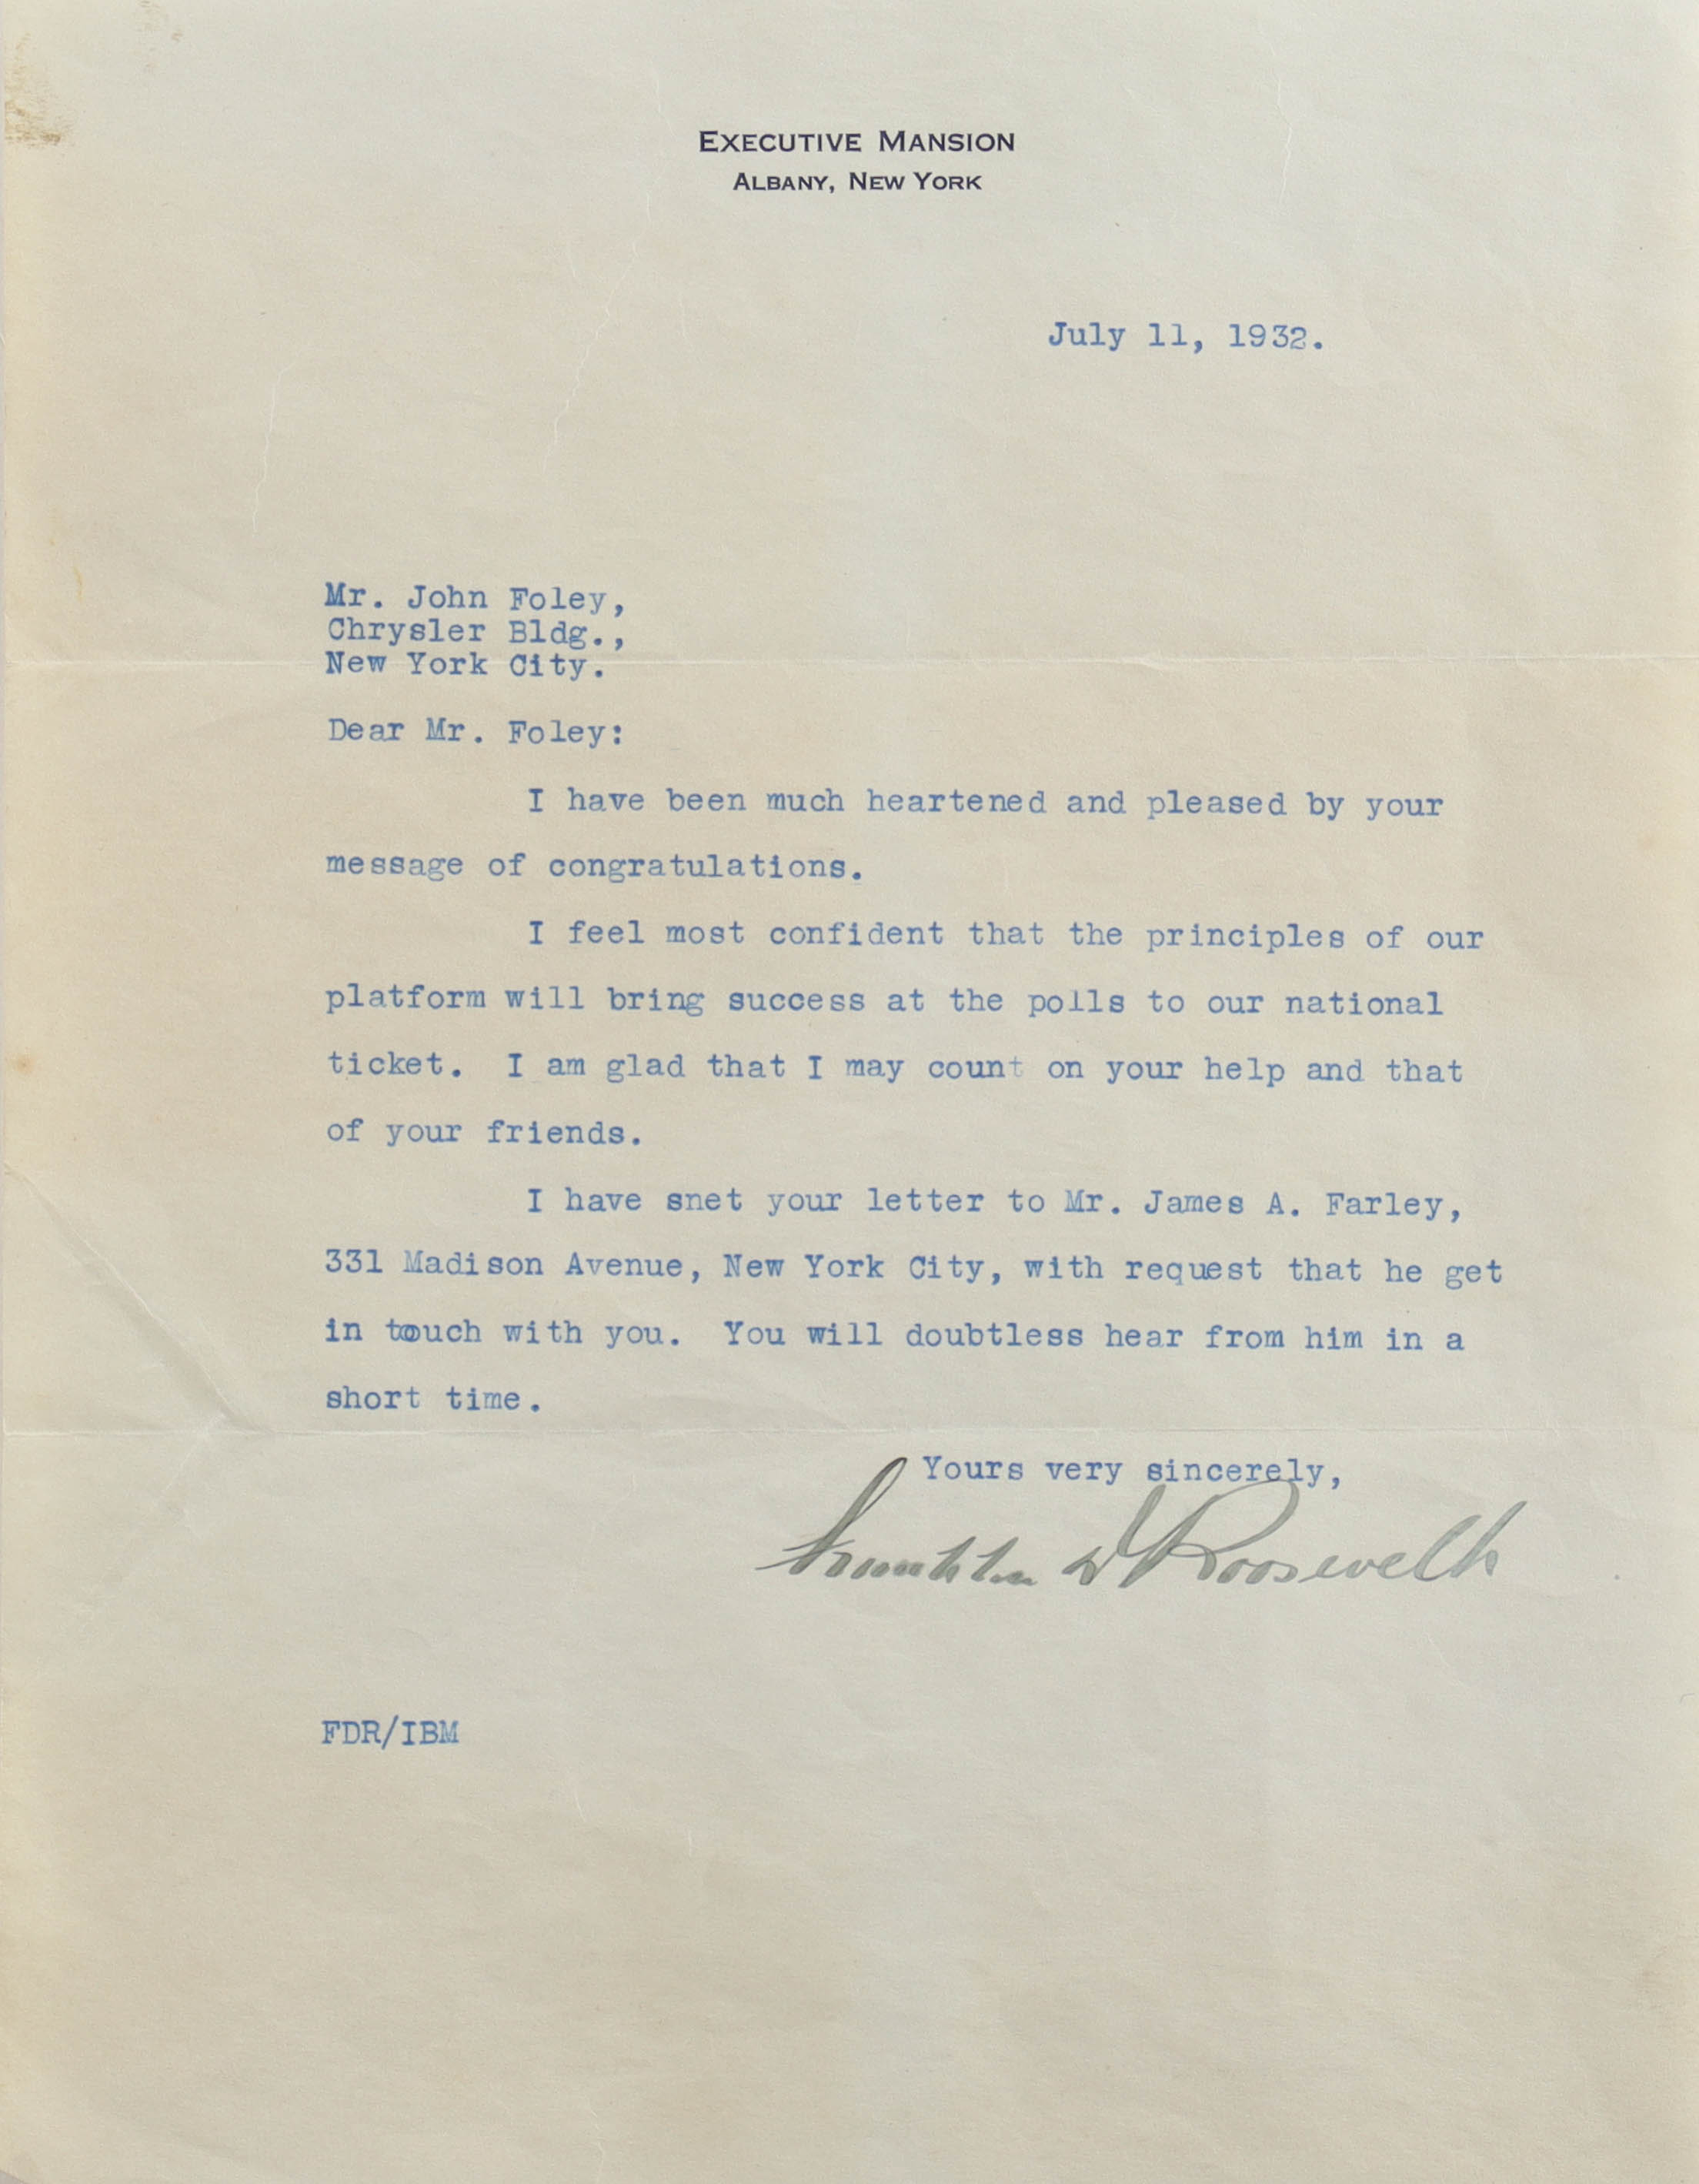 EXECUTIVE MANSION
ALBANY, NEW YORK
July 11, 1932.
Mr. John Foley,
Chrysler Bldg.,
New York City.
Dear Mr. Foley:
I have been much heartened and pleased by your
message of congratulations.
I feel most confident that the principles of our
platform will bring success at the polls to our national
ticket. I am glad that I may count on your help and that
of your friends.
I have snet your letter to Mr. James A. Farley,
331 Madison Avenue, New York City, with request that he get
in touch with you. You will doubtless hear from him in a
short time.
Yours very sincerely,
Franklin D Roosevelt
FDR/IBM